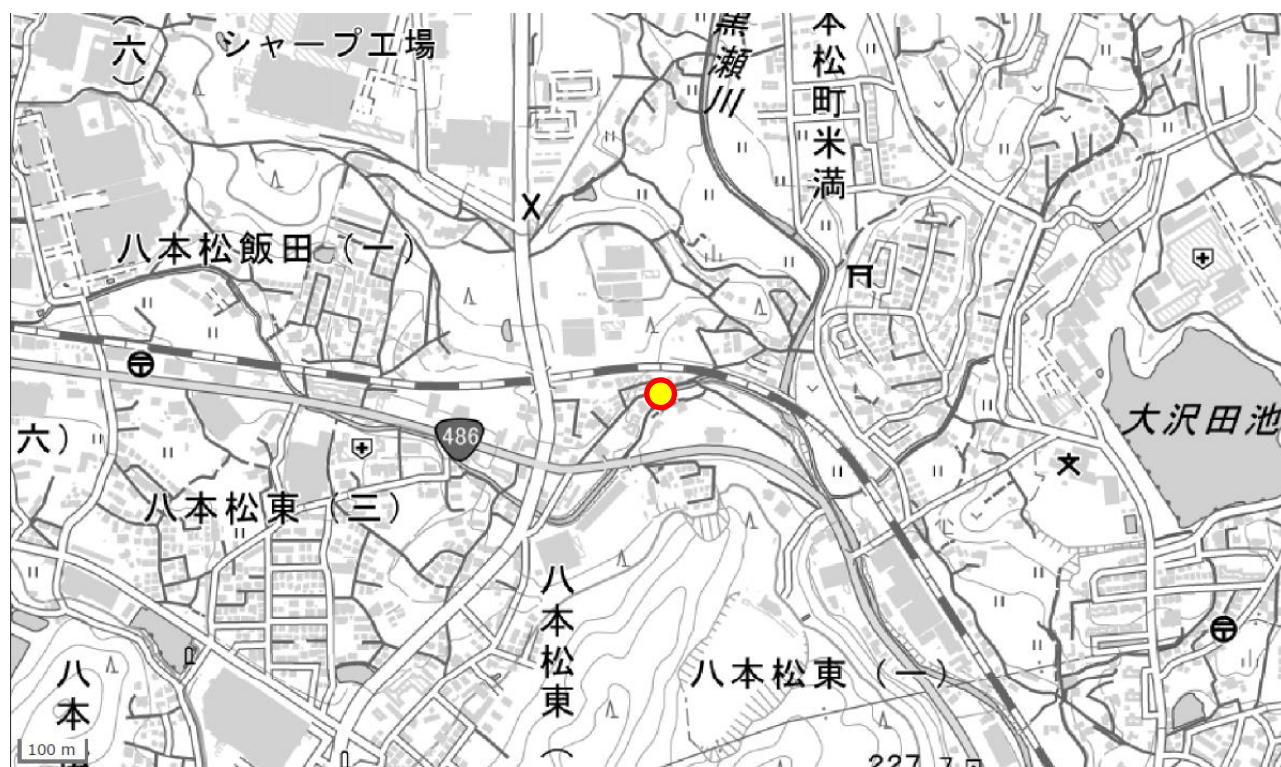 （六）
シャープ工場
黒瀬川
本松町米満
八本松飯田（一）
486
大沢田池
六）
八本松東（三）
八本松東（
八本松東（一）
八本
100 m
227.7